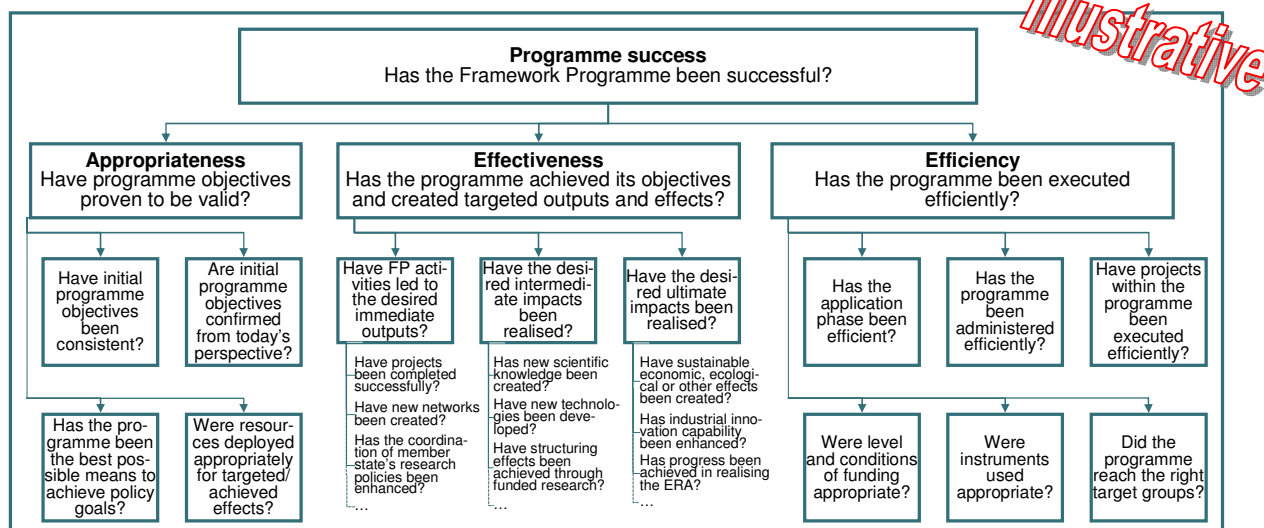 Illustrative
Programme success
Has the Framework Programme been successful?
Appropriateness
Have programme objectives
proven to be valid?
Effectiveness
Has the programme achieved its objectives
and created targeted outputs and effects?
Efficiency
Has the programme been executed
efficiently?
Have initial
programme
objectives
been
consistent?
Are initial
programme
objectives
confirmed
from today's
perspective?
Have FP acti-
vities led to
the desired
immediate
outputs?
Have the desi-
red intermedi-
ate impacts
been
realised?
Have the desi-
red ultimate
impacts been
realised?
Has the
application
phase been
efficient?
Has the
programme
been
administered
efficiently?
Have projects
within the
programme
been
executed
efficiently?
Has the pro-
gramme been
the best pos-
sible means to
achieve policy
goals?
Were resour-
ces deployed
appropriately
for targeted/
achieved
effects?
Have projects
been completed
successfully?
Have new networks
been created?
Has the coordina-
tion of member
state's research
policies been
enhanced?
...
Has new scientific
knowledge been
created?
Have new technolo-
gies been deve-
loped?
Have structuring
effects been
achieved through
funded research?
...
Have sustainable
economic, ecologi-
cal or other effects
been created?
Has industrial inno-
vation capability
been enhanced?
Has progress been
achieved in realising
the ERA?
...
Were level
and conditions
of funding
appropriate?
Were
instruments
used
appropriate?
Did the
programme
reach the right
target groups?